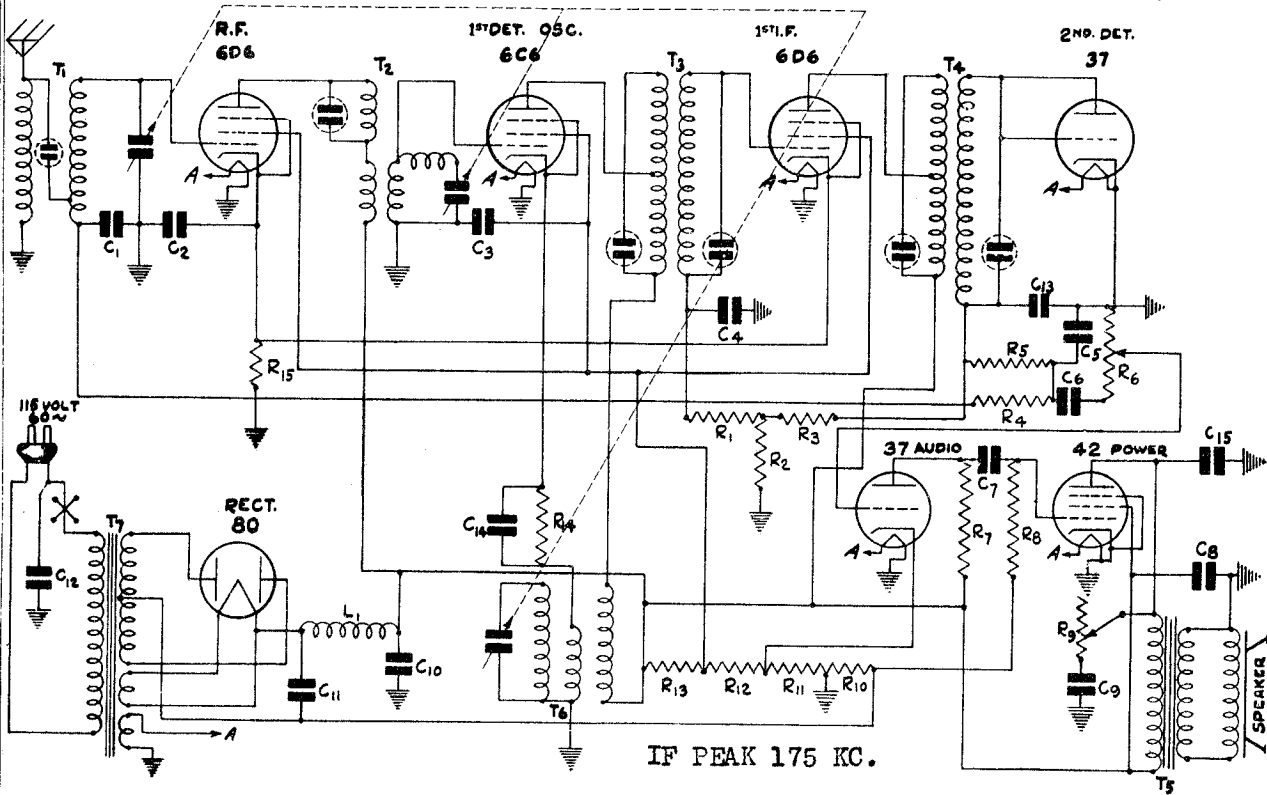 R.F.
6D6
1ST DET. OSC.
6C6
1ST I.F.
6D6
2ND. DET.
37
T1
T2
T3
T4
A
A
A
A
C1
C2
C3
C4
C13
C5
R5
R6
C6
R4
R15
115 VOLT
60~
R1
R3
R2
37 AUDIO
42 POWER
C15
C7
R7
R8
C14
R14
RECT.
80
T7
C12
A
A
C8
L1
R9
C10
C11
R13
R12
R11
R10
C9
T6
A
SPEAKER
IF PEAK 175 KC.
T5